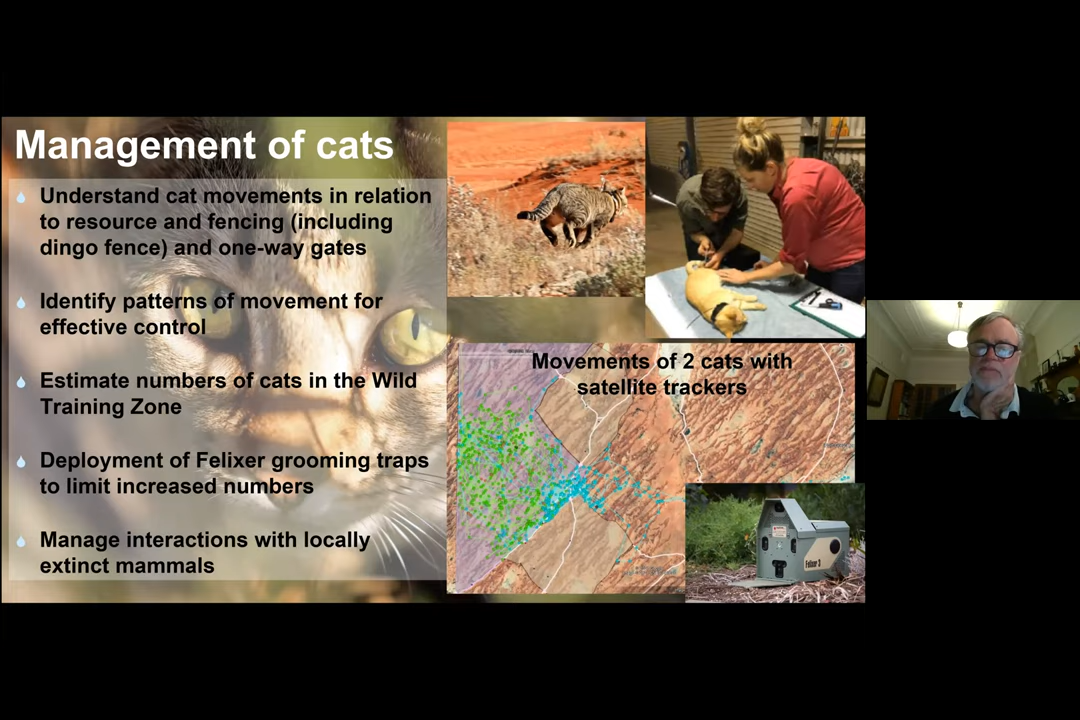 Management of cats
Understand cat movements in relation
to resource and fencing (including
dingo fence) and one-way gates
Identify patterns of movement for
effective control
Estimate numbers of cats in the Wild
Training Zone
Deployment of Felixer grooming traps
to limit increased numbers
Manage interactions with locally
extinct mammals
Movements of 2 cats with
satellite trackers
Felixer 3